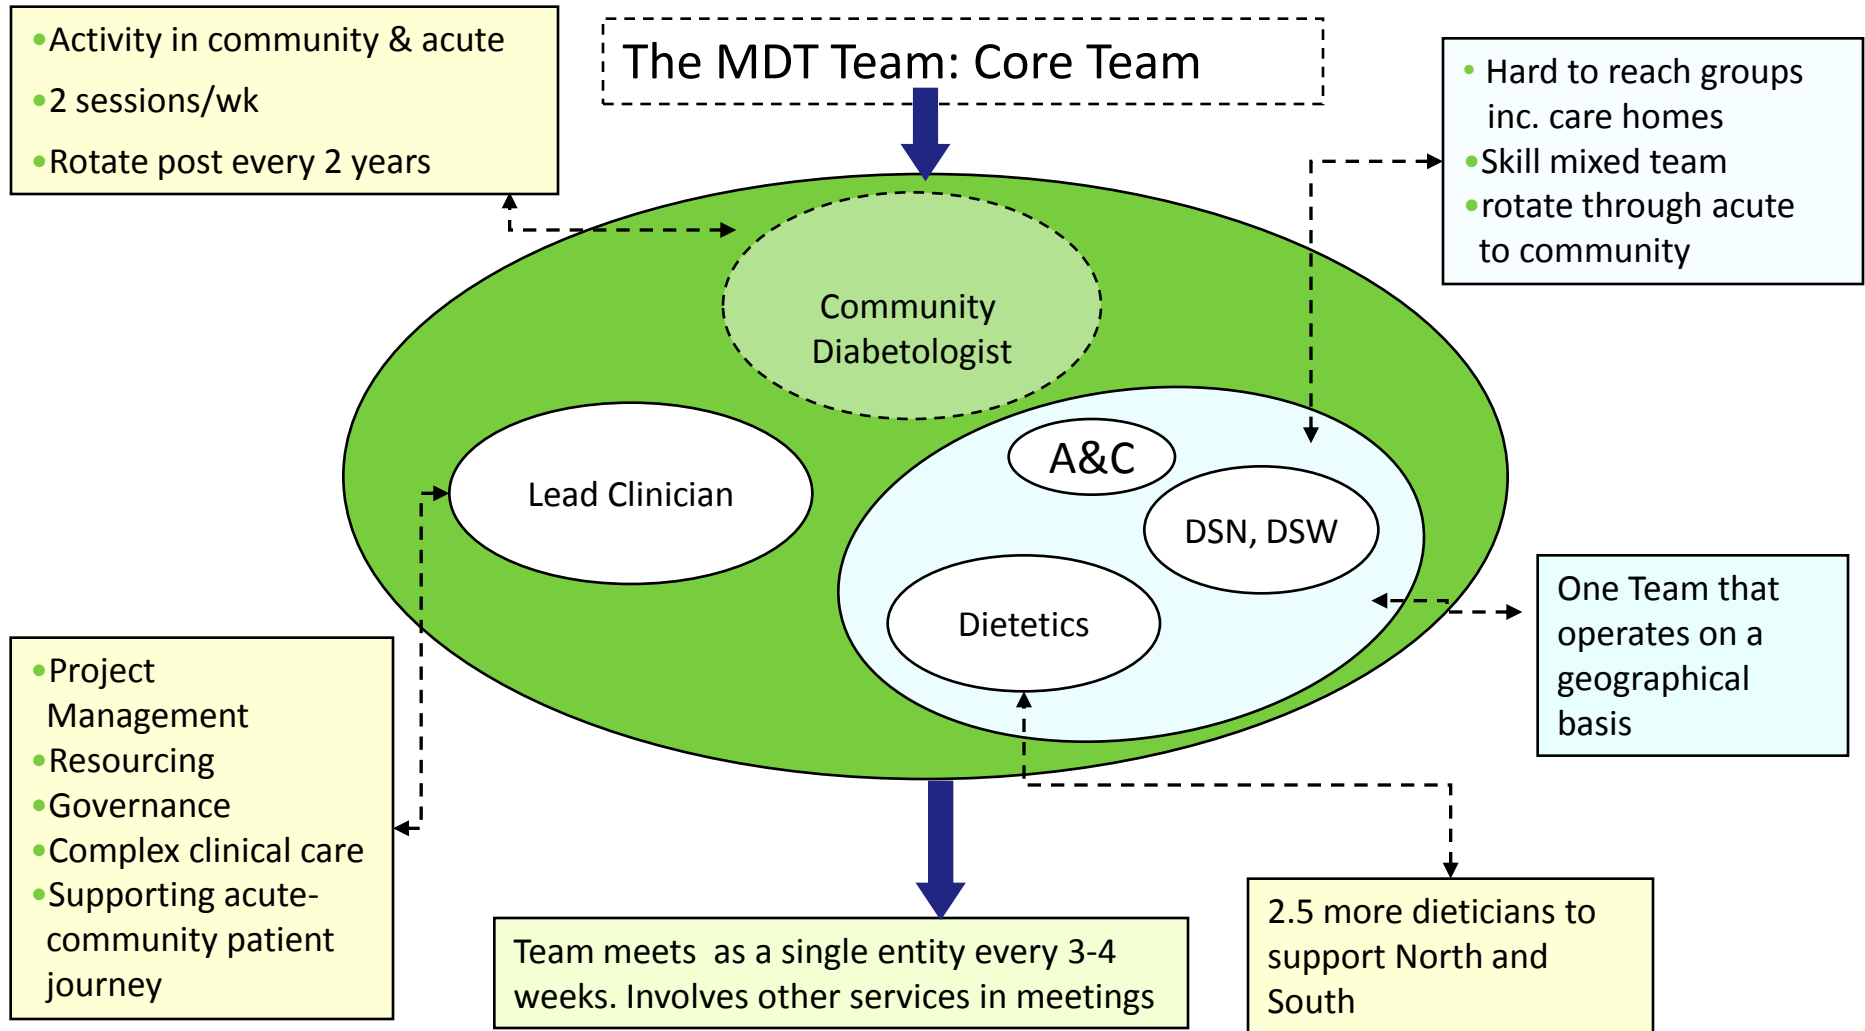 •Activity in community & acute
•2 sessions/wk
•Rotate post every 2 years
The MDT Team: Core Team
• Hard to reach groups
inc. care homes
•Skill mixed team
•rotate through acute
to community
Community
Diabetologist
A&C
Lead Clinician
DSN, DSW
Dietetics
One Team that
operates on a
geographical
basis
•Project
Management
•Resourcing
•Governance
•Complex clinical care
•Supporting acute-
community patient
journey
Team meets as a single entity every 3-4
weeks. Involves other services in meetings
2.5 more dieticians to
support North and
South